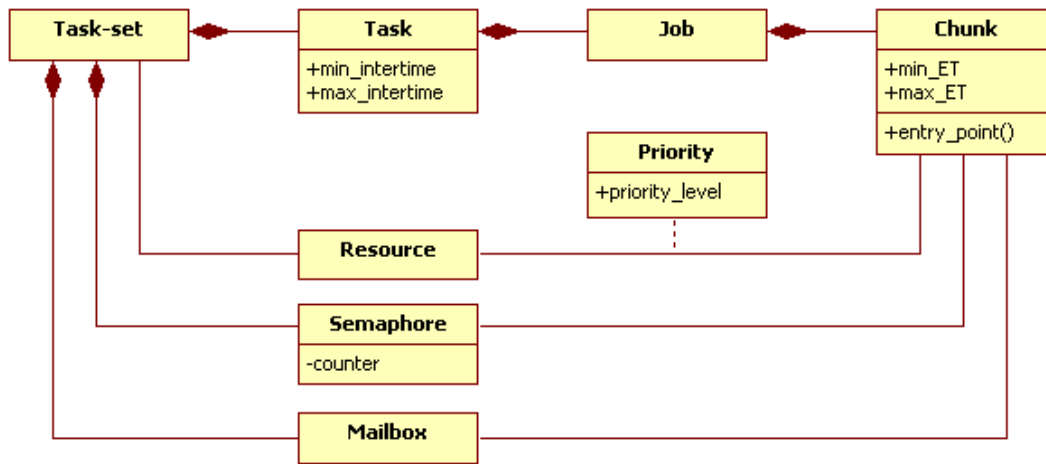 Task-set
Task
+min_intertime
+max_intertime
Job
Chunk
+min_ET
+max_ET
+entry_point()
Priority
+priority_level
Resource
Semaphore
-counter
Mailbox